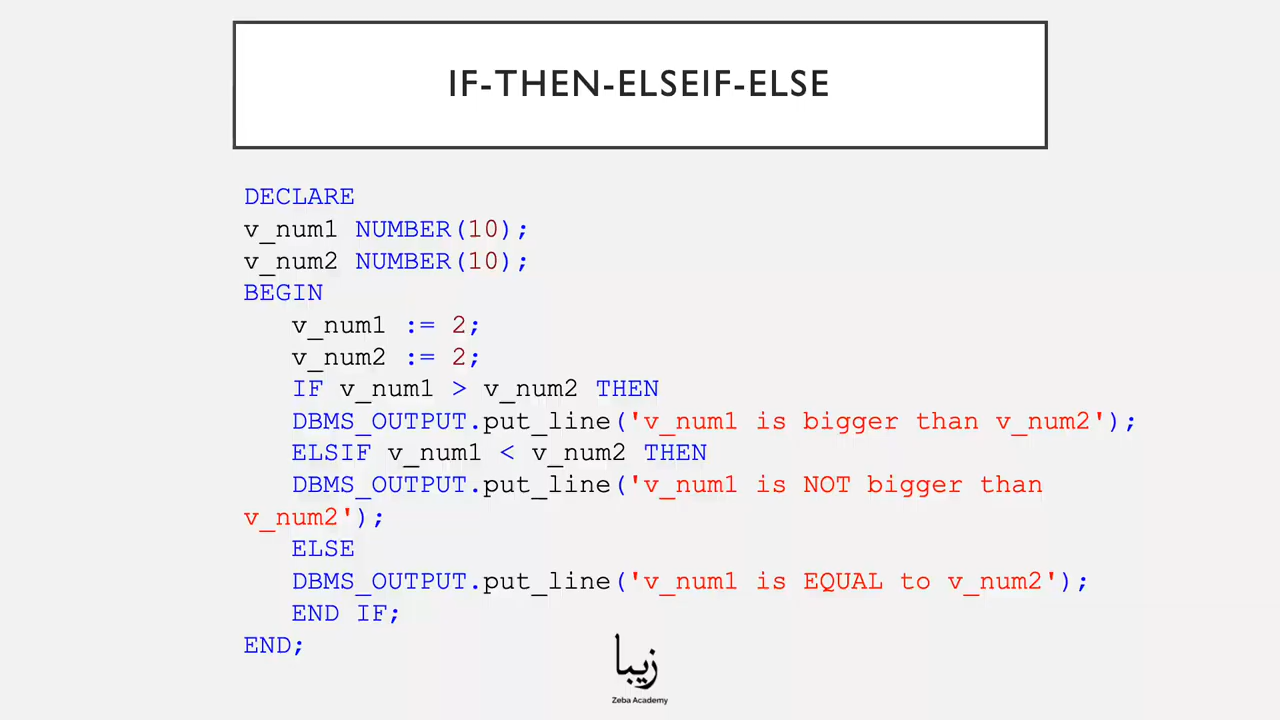 IF-THEN-ELSEIF-ELSE
DECLARE
v_num1 NUMBER(10);
v_num2 NUMBER(10);
BEGIN
v_num1 := 2;
v_num2 := 2;
IF v_num1 > v_num2 THEN
DBMS_OUTPUT.put_line('v_num1 is bigger than v_num2');
ELSIF v_num1 < v_num2 THEN
DBMS_OUTPUT.put_line('v_num1 is NOT bigger than
v_num2');
ELSE
DBMS_OUTPUT.put_line('v_num1 is EQUAL to v_num2');
END IF;
END;
زیبا
Zeba Academy